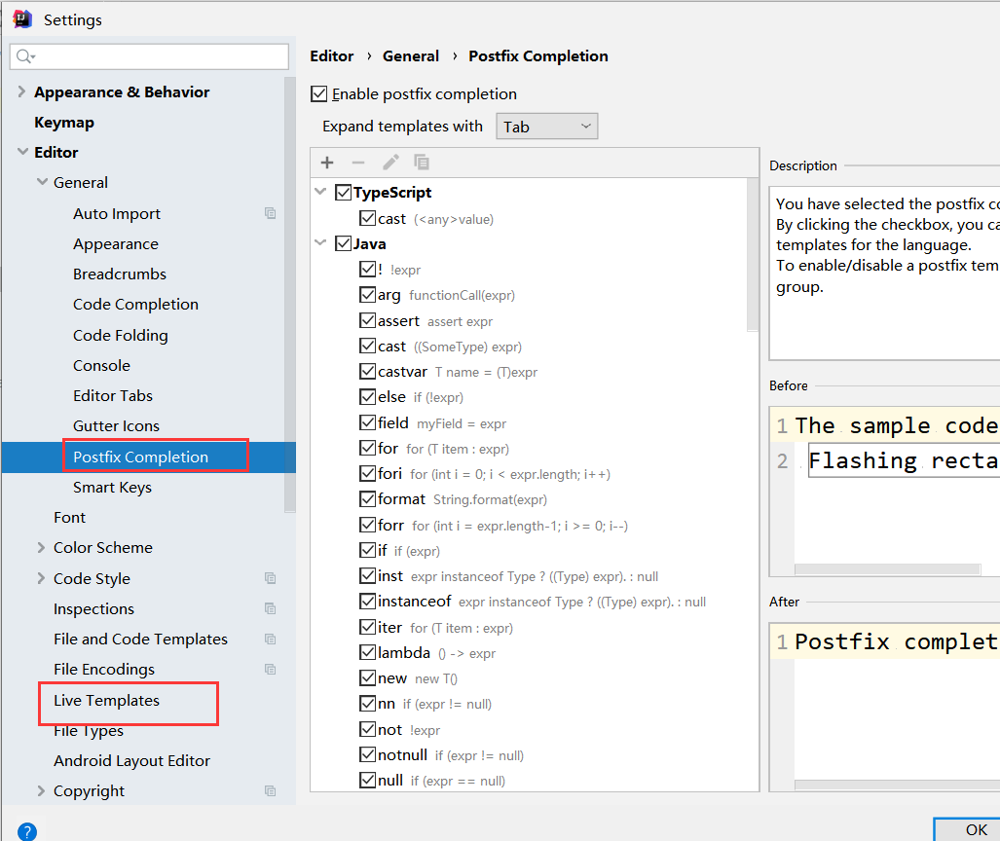 Settings
Appearance & Behavior
Keymap
Editor
General
Auto Import
Appearance
Breadcrumbs
Code Completion
Code Folding
Console
Editor Tabs
Gutter Icons
Postfix Completion
Smart Keys
Font
Color Scheme
Code Style
Inspections
File and Code Templates
File Encodings
Live Templates
File Types
Android Layout Editor
Copyright
?
Editor › General › Postfix Completion
Enable postfix completion
Expand templates with Tab
TypeScript
cast (<any>value)
Java
! !expr
arg functionCall(expr)
assert assert expr
cast ((SomeType) expr)
castvar T name = (T)expr
else if (!expr)
field myField = expr
for for (T item : expr)
fori for (int i = 0; i < expr.length; i++)
format String.format(expr)
forr for (int i = expr.length-1; i >= 0; i--)
if if (expr)
inst expr instanceof Type ? ((Type) expr). : null
instanceof expr instanceof Type ? ((Type) expr). : null
iter for (T item : expr)
lambda () -> expr
new new T()
nn if (expr != null)
not !expr
notnull if (expr != null)
null if (expr == null)
Description
You have selected the postfix co
By clicking the checkbox, you ca
templates for the language.
To enable/disable a postfix tem
group.
Before
1 The sample code
2 Flashing recta
After
1 Postfix complet
OK